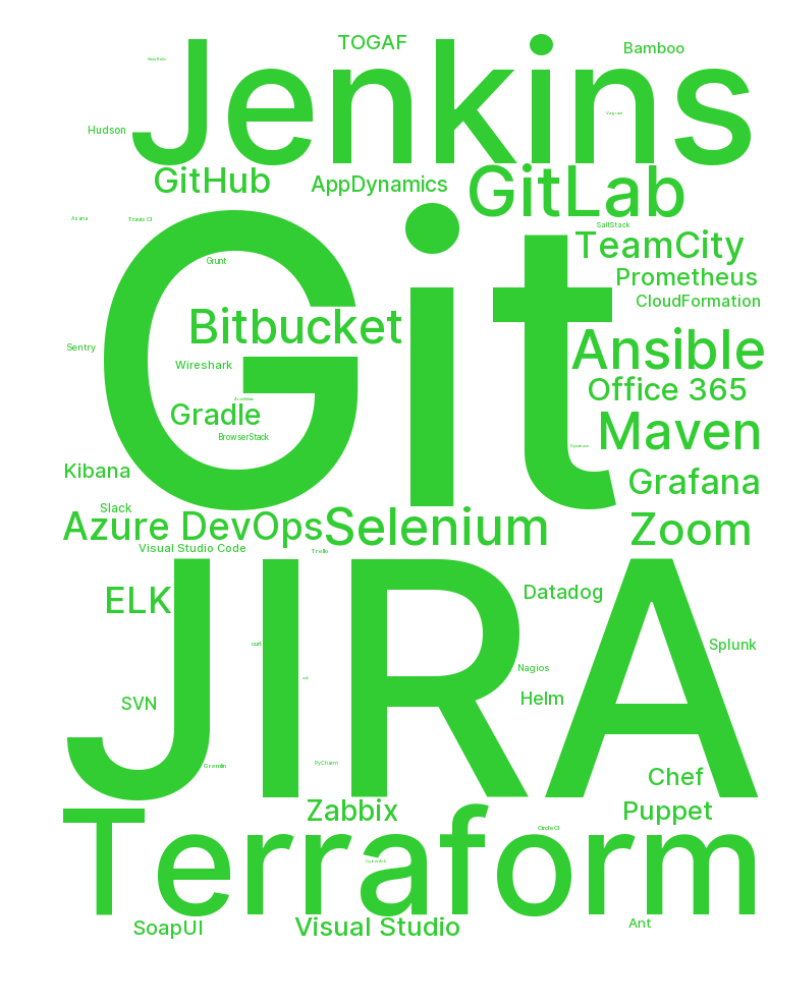 TOGAF
Bamboo
Jenkins
Hudson
GitHub
AppDynamics
GitLab
Asana
Travis CI
SaltStack
TeamCity
Grunt
Prometheus
CloudFormation
Git
Bitbucket
Sentry
Ansible
Wireshark
Office 365
Gradle
Maven
BrowserStack
Kibana
Grafana
Slack
Azure DevOps
Selenium
Zoom
Visual Studio Code
Trello
JIRA
ELK
Datadog
Splunk
Nagios
SVN
Helm
PyCharm
Gremlin
Chef
Zabbix
Puppet
Terraform
CircleCI
SoapUI
Visual Studio
Ant